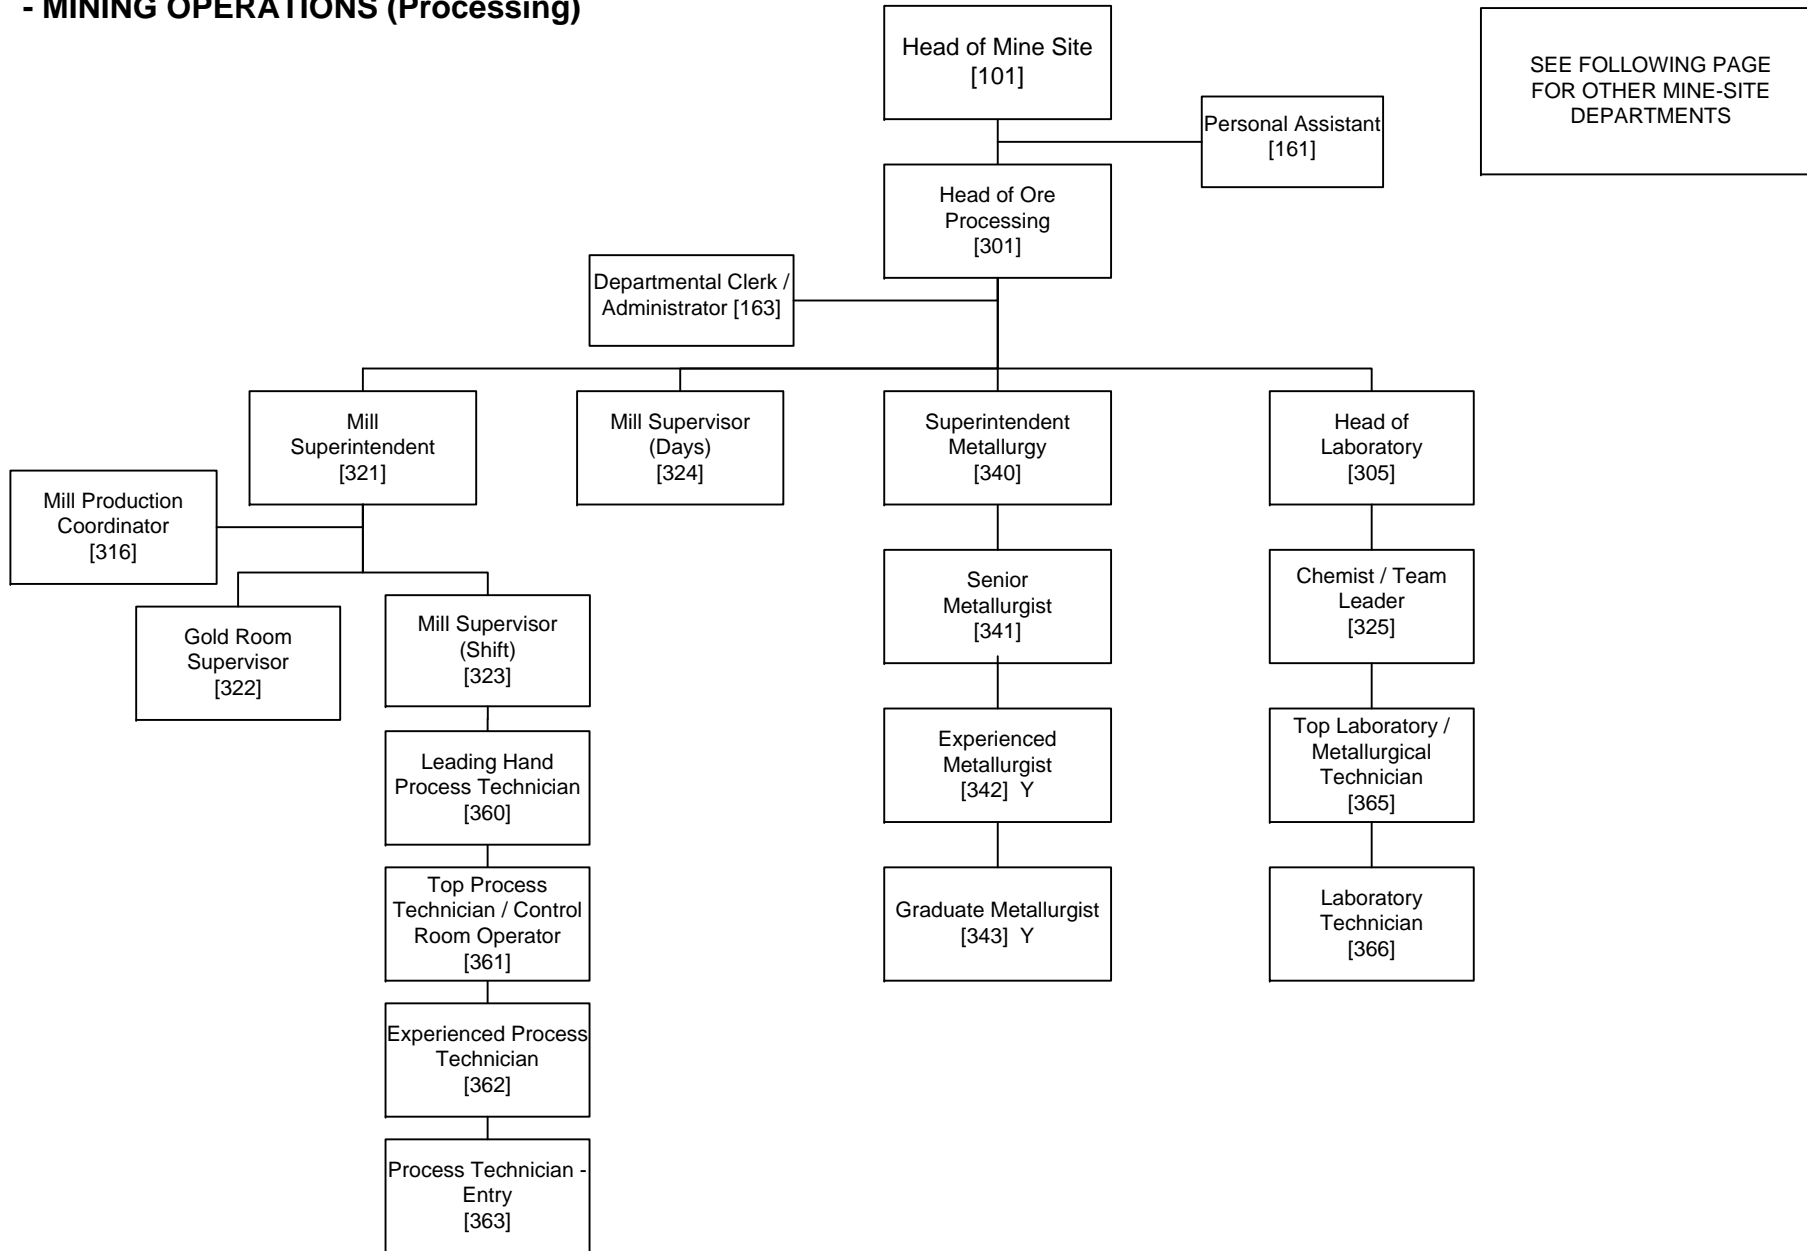 - MINING OPERATIONS (Processing)
Head of Mine Site
[101]
SEE FOLLOWING PAGE
FOR OTHER MINE-SITE
DEPARTMENTS
Personal Assistant
[161]
Head of Ore
Processing
[301]
Departmental Clerk /
Administrator [163]
Mill
Superintendent
[321]
Mill Supervisor
(Days)
[324]
Superintendent
Metallurgy
[340]
Head of
Laboratory
[305]
Mill Production
Coordinator
[316]
Gold Room
Supervisor
[322]
Mill Supervisor
(Shift)
[323]
Senior
Metallurgist
[341]
Chemist / Team
Leader
[325]
Leading Hand
Process Technician
[360]
Experienced
Metallurgist
[342]  Y
Top Laboratory /
Metallurgical
Technician
[365]
Top Process
Technician / Control
Room Operator
[361]
Graduate Metallurgist
[343]  Y
Laboratory
Technician
[366]
Experienced Process
Technician
[362]
Process Technician -
Entry
[363]